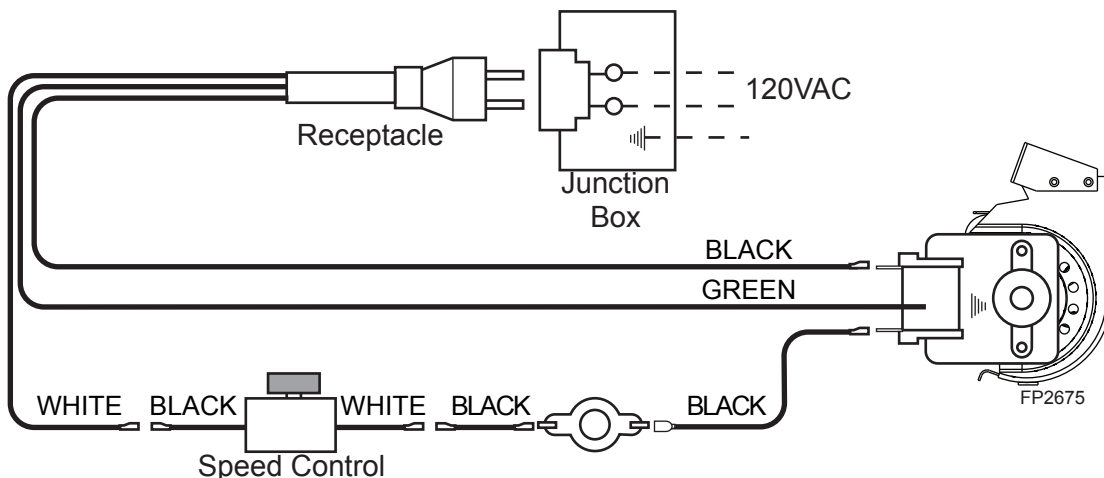 120VAC
Receptacle
Junction
Box
BLACK
GREEN
FP2675
WHITE BLACK WHITE BLACK BLACK
Speed Control